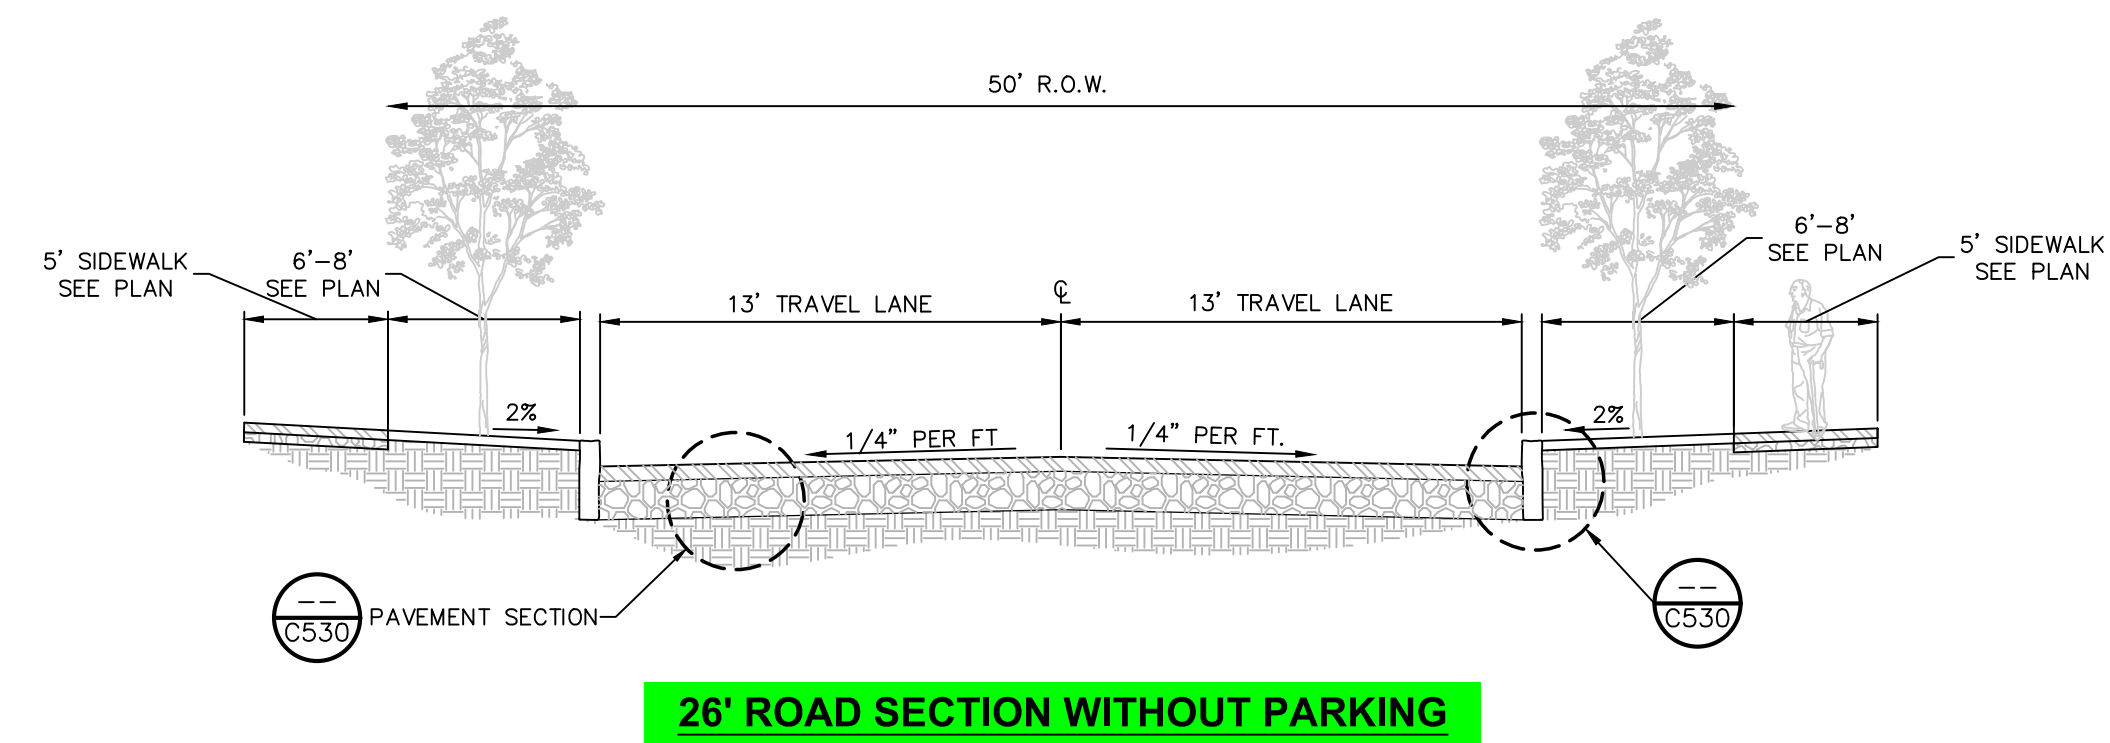 50' R.O.W.
5' SIDEWALK
SEE PLAN
6'-8'
SEE PLAN
13' TRAVEL LANE
℄
13' TRAVEL LANE
6'-8'
SEE PLAN
5' SIDEWALK
SEE PLAN
2%
1/4" PER FT
1/4" PER FT.
2%
--
C530
PAVEMENT SECTION
--
C530
26' ROAD SECTION WITHOUT PARKING